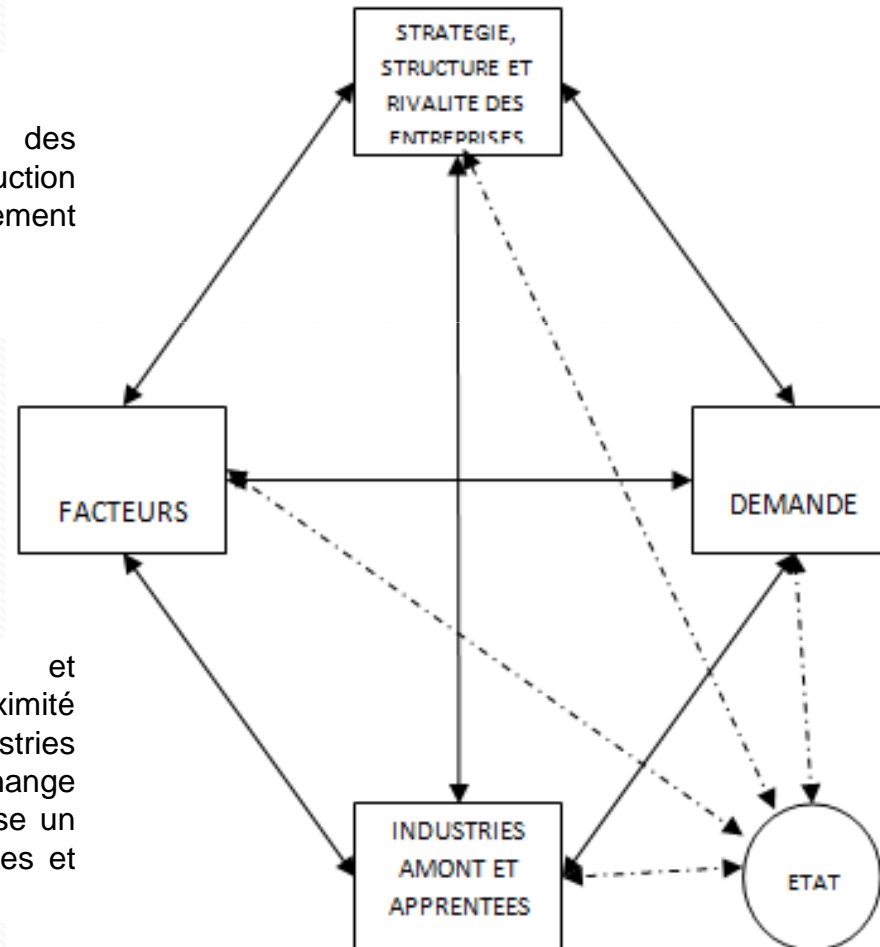 STRATEGIE,
STRUCTURE ET
RIVALITE DES
ENTREPRISES
des
uction
ement
FACTEURS
DEMANDE
et
ximité
stries
hange
se un
es et
INDUSTRIES
AMONT ET
APPRENTEES
ETAT